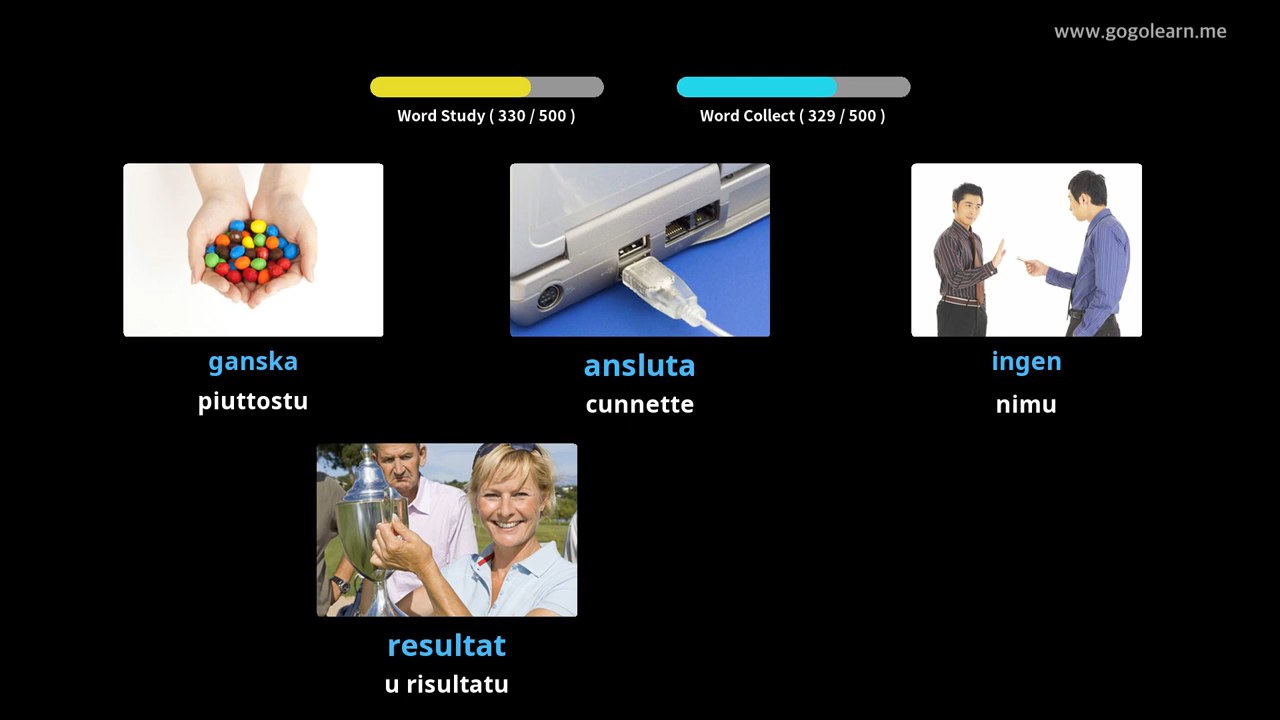 www.gogolearn.me
Word Study ( 330 / 500 )
Word Collect ( 329 / 500 )
ganska
piuttostu
ansluta
cunnette
ingen
nimu
resultat
u risultatu